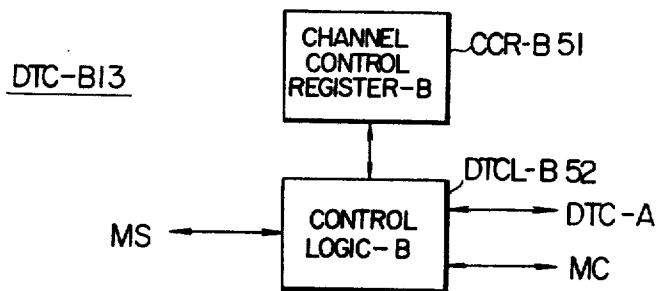 CHANNEL
CONTROL
REGISTER-B
CCR-B 51
DTC-B13
DTCL-B 52
CONTROL
LOGIC-B
MS
DTC-A
MC